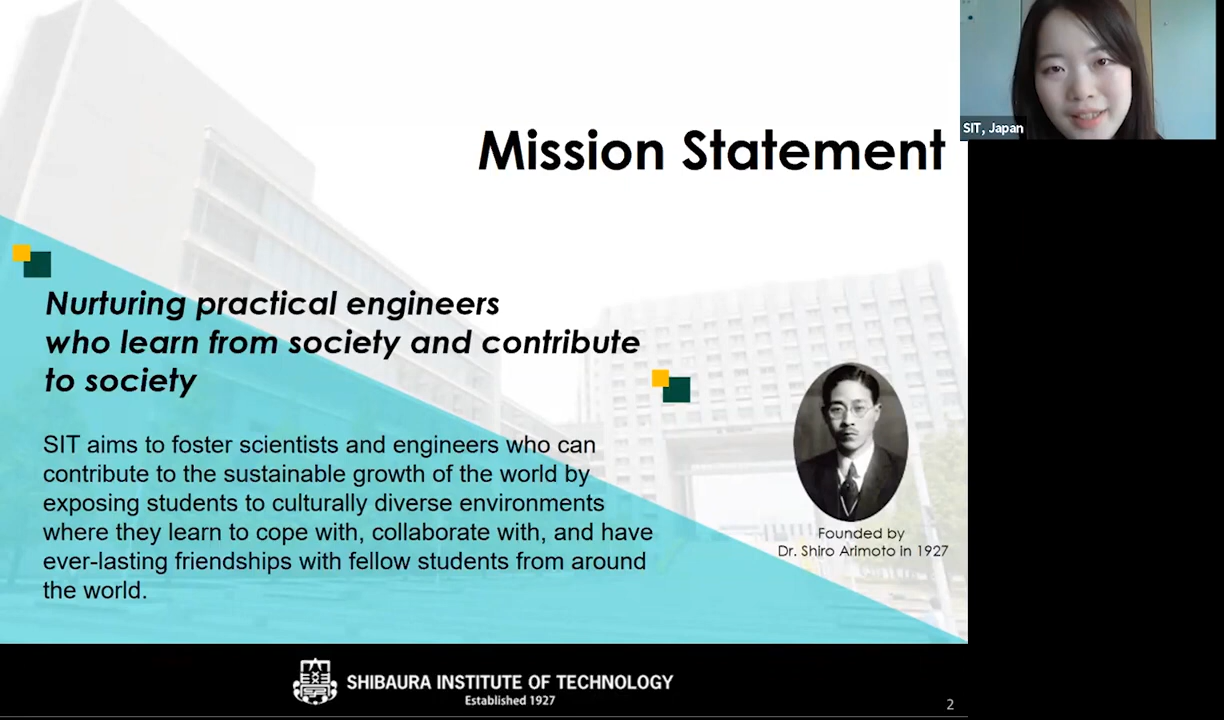 SIT, Japan
Mission Statement
Nurturing practical engineers
who learn from society and contribute
to society
SIT aims to foster scientists and engineers who can
contribute to the sustainable growth of the world by
exposing students to culturally diverse environments
where they learn to cope with, collaborate with, and have
ever-lasting friendships with fellow students from around
the world.
Founded by
Dr. Shiro Arimoto in 1927
SHIBAURA INSTITUTE OF TECHNOLOGY
Established 1927
2